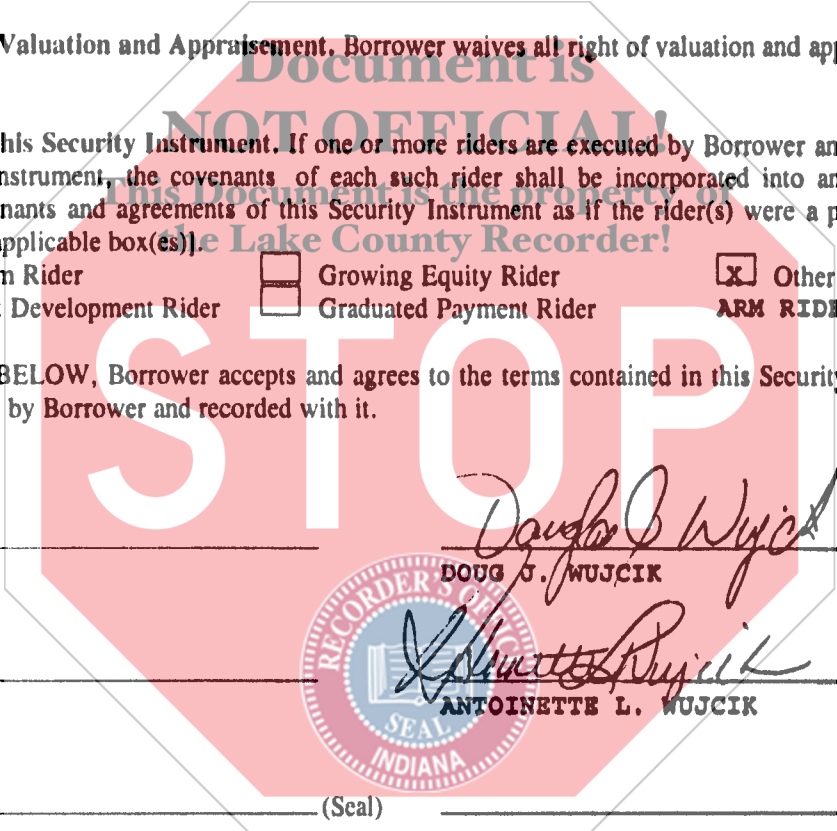 Valuation and Appraisement. Borrower waives all right of valuation and app
Document is
NOT OFFICIAL!
his Security Instrument. If one or more riders are executed by Borrower an
nstrument, the covenants of each such rider shall be incorporated into an
This Document is the property of
nants and agreements of this Security Instrument as if the rider(s) were a p
the Lake County Recorder!
pplicable box(es)].
n Rider Growing Equity Rider X Other
t Development Rider Graduated Payment Rider ARM RIDE
STOP
BELOW, Borrower accepts and agrees to the terms contained in this Security
by Borrower and recorded with it.
Douglas J Wujcik
DOUG J. WUJCIK
Antoinette L Wujcik
ANTOINETTE L. WUJCIK
RECORDER'S OFFICE
SEAL
INDIANA
(Seal)